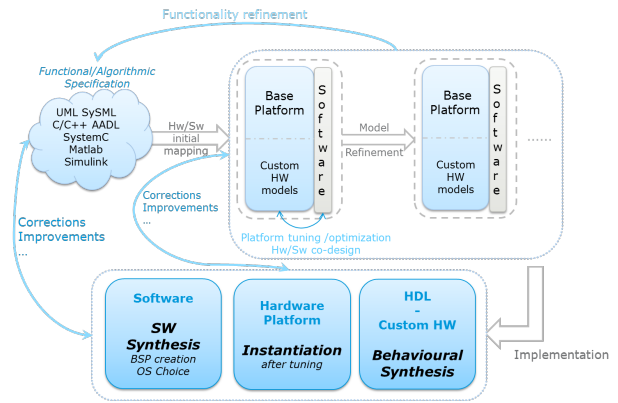 Functionality refinement
Functional/Algorithmic
Specification
UML SySML
C/C++ AADL
SystemC
Matlab
Simulink
Hw/Sw
initial
mapping
Base
Platform
Custom
HW
models
Software
Model
Refinement
Base
Platform
Custom
HW
models
Software
......
Corrections
Improvements
...
Platform tuning /optimization
Hw/Sw co-design
Corrections
Improvements
...
Software
SW
Synthesis
BSP creation
OS Choice
Hardware
Platform
Instantiation
after tuning
HDL
-
Custom HW
Behavioural
Synthesis
Implementation